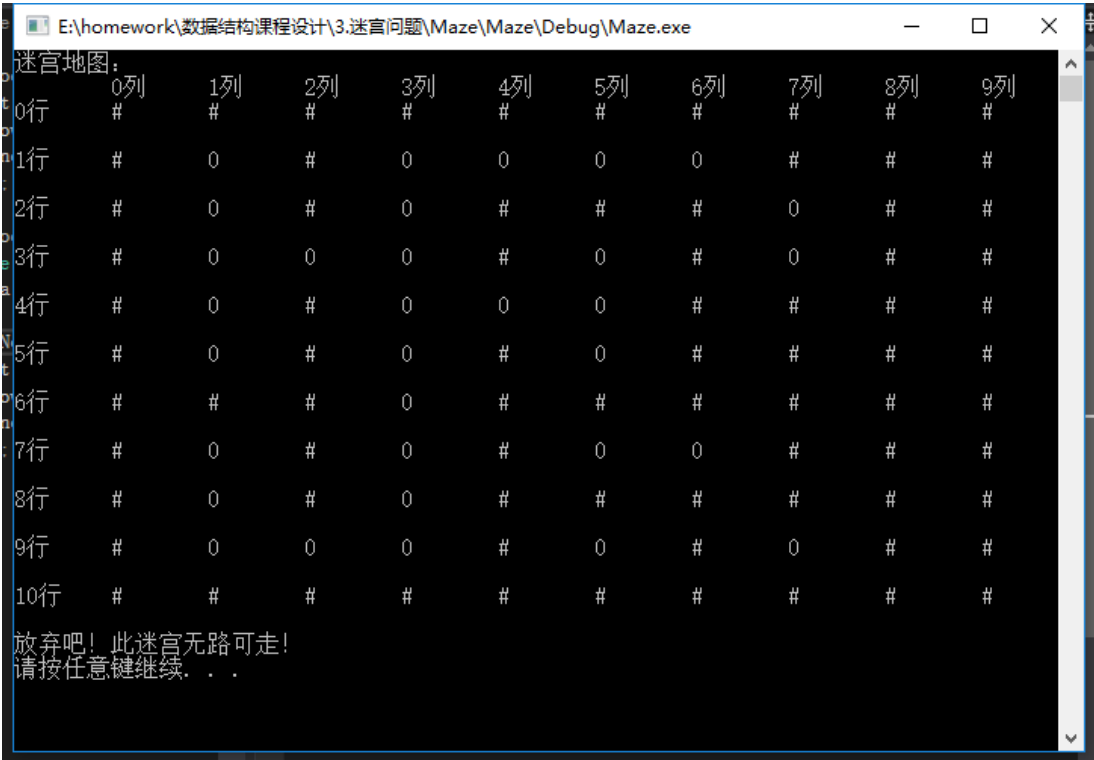 E:\homework\数据结构课程设计\3.迷宫问题\Maze\Maze\Debug\Maze.exe
迷宫地图:
0列 1列 2列 3列 4列 5列 6列 7列 8列 9列
0行 # # # # # # # # # #
1行 # 0 # 0 0 0 0 # # #
2行 # 0 # 0 # # # 0 # #
3行 # 0 0 0 # 0 # 0 # #
4行 # 0 # 0 0 0 # # # #
5行 # 0 # 0 # 0 # # # #
6行 # # # 0 # # # # # #
7行 # 0 # 0 # 0 0 # # #
8行 # 0 # 0 # # # # # #
9行 # 0 0 0 # 0 # 0 # #
10行 # # # # # # # # # #
放弃吧! 此迷宫无路可走!
请按任意键继续. . .